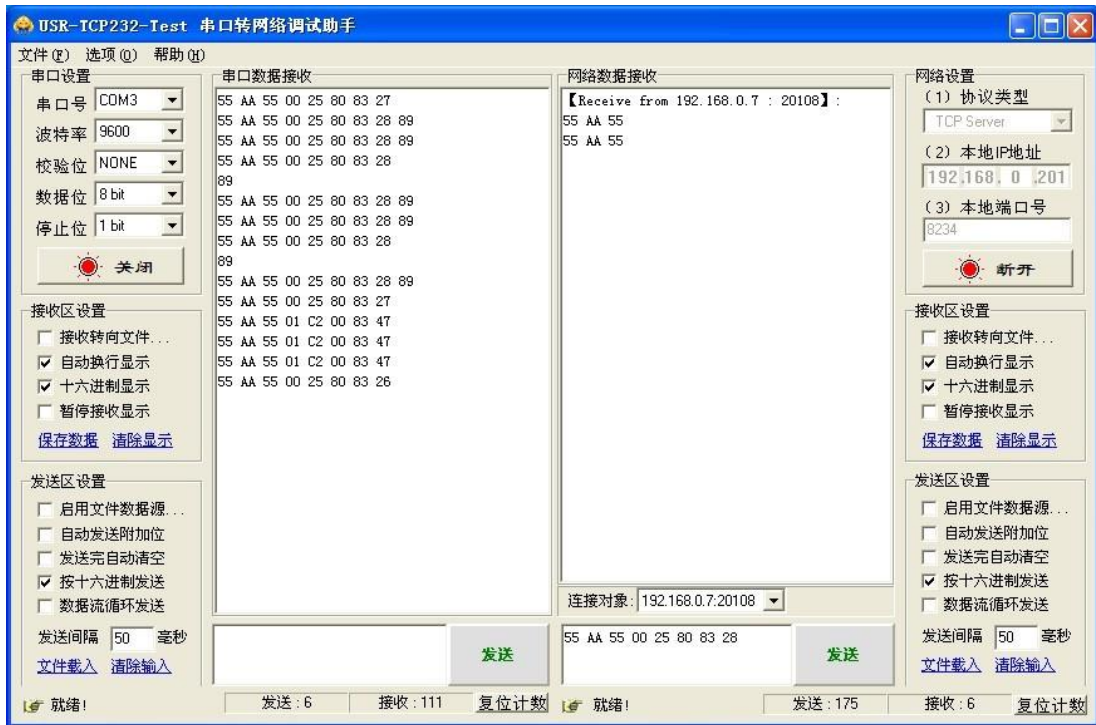 USR-TCP232-Test 串口转网络调试助手
文件(F) 选项(O) 帮助(H)
串口设置
串口号 COM3
波特率 9600
校验位 NONE
数据位 8 bit
停止位 1 bit
关闭
接收区设置
接收转向文件...
自动换行显示
十六进制显示
暂停接收显示
保存数据 清除显示
发送区设置
启用文件数据源...
自动发送附加位
发送完自动清空
按十六进制发送
数据流循环发送
发送间隔 50 毫秒
文件载入 清除输入
就绪!
串口数据接收
55 AA 55 00 25 80 83 27
55 AA 55 00 25 80 83 28 89
55 AA 55 00 25 80 83 28 89
55 AA 55 00 25 80 83 28
89
55 AA 55 00 25 80 83 28 89
55 AA 55 00 25 80 83 28 89
55 AA 55 00 25 80 83 28
89
55 AA 55 00 25 80 83 28 89
55 AA 55 00 25 80 83 27
55 AA 55 01 C2 00 83 47
55 AA 55 01 C2 00 83 47
55 AA 55 01 C2 00 83 47
55 AA 55 00 25 80 83 26
发送
发送:6 接收:111 复位计数
网络数据接收
【Receive from 192.168.0.7 : 20108】:
55 AA 55
55 AA 55
连接对象: 192.168.0.7:20108
55 AA 55 00 25 80 83 28
发送
就绪! 发送:175 接收:6 复位计数
网络设置
(1) 协议类型
TCP Server
(2) 本地IP地址
192.168. 0 .201
(3) 本地端口号
8234
断开
接收区设置
接收转向文件...
自动换行显示
十六进制显示
暂停接收显示
保存数据 清除显示
发送区设置
启用文件数据源...
自动发送附加位
发送完自动清空
按十六进制发送
数据流循环发送
发送间隔 50 毫秒
文件载入 清除输入